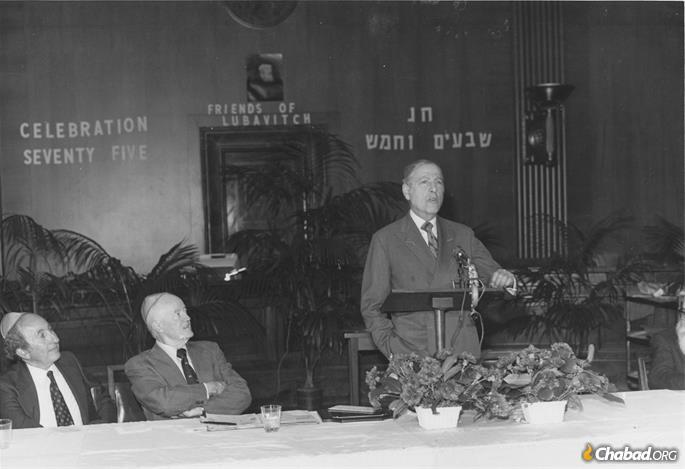 FRIENDS OF
LUBAVITCH
CELEBRATION
SEVENTY FIVE
חג
שבעים וחמש
Chabad.ORG